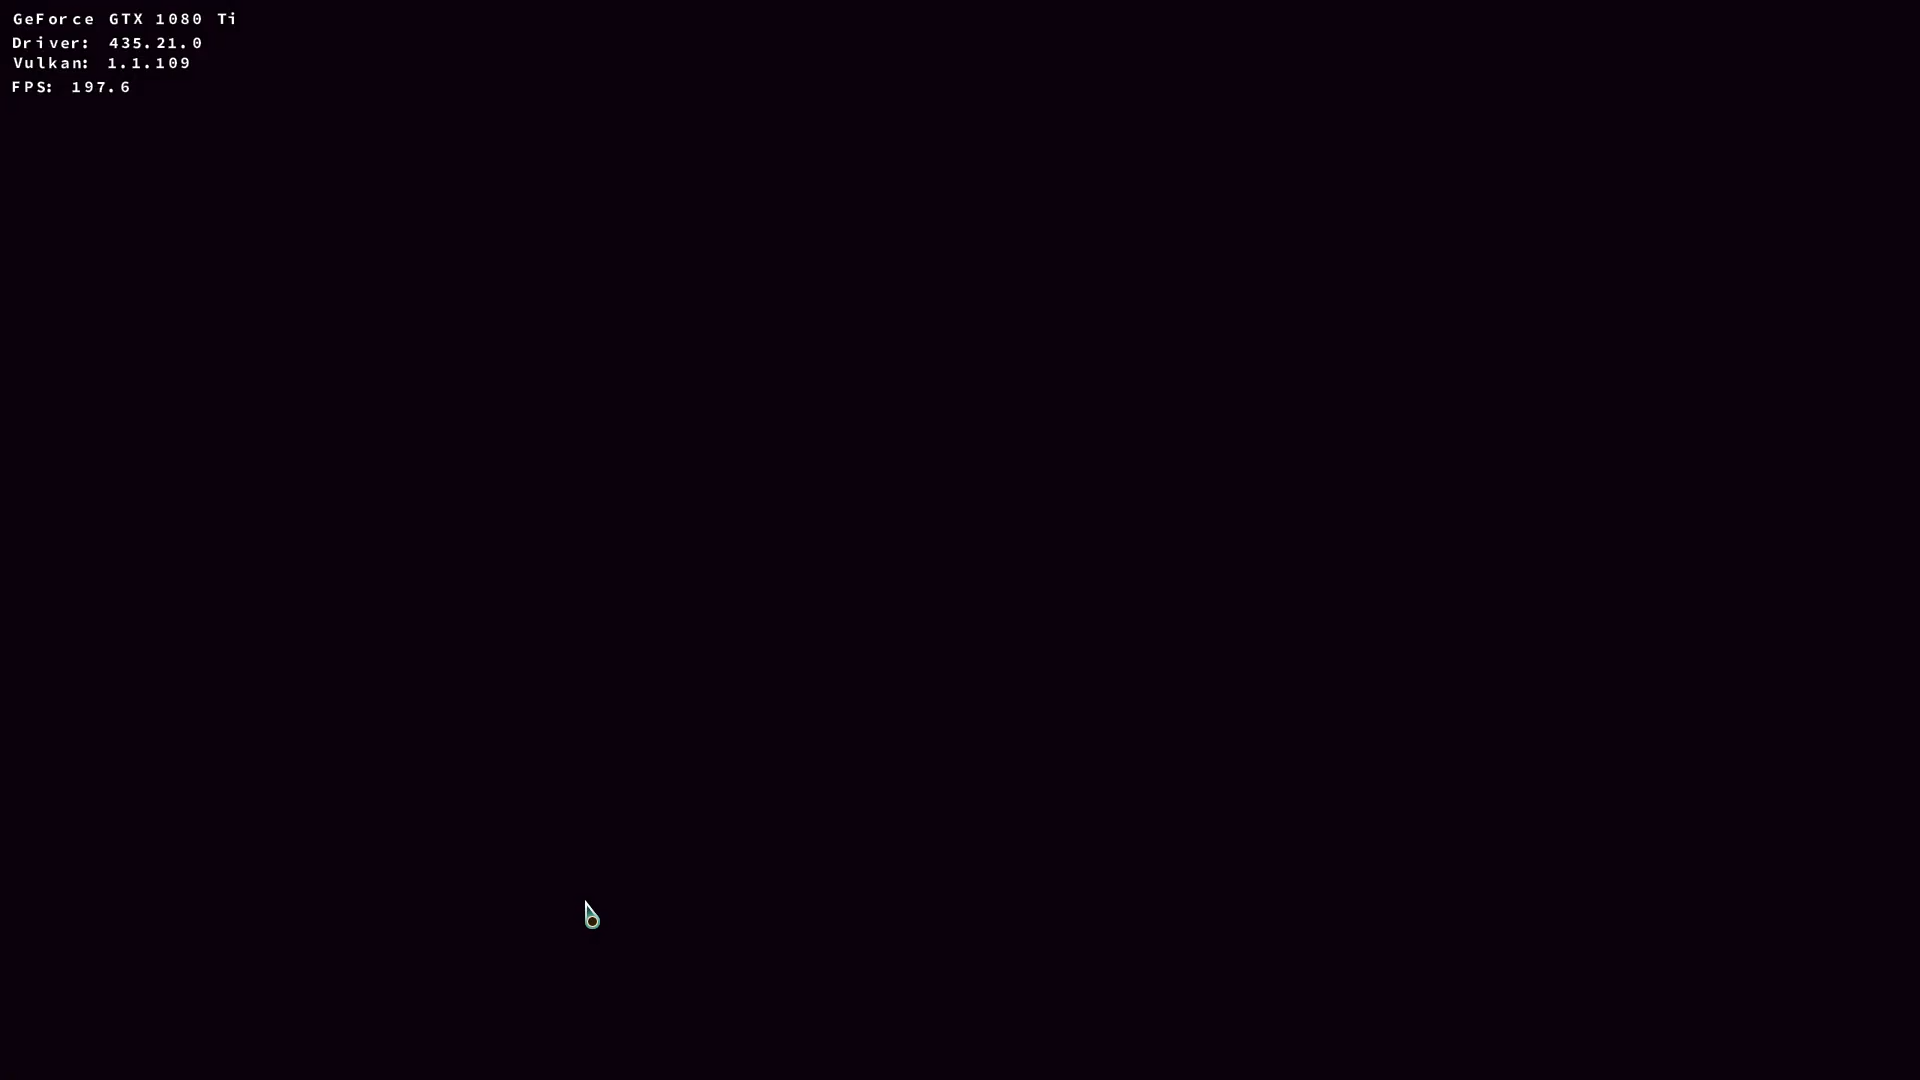 GeForce GTX 1080 Ti
Driver: 435.21.0
Vulkan: 1.1.109
FPS: 197.6